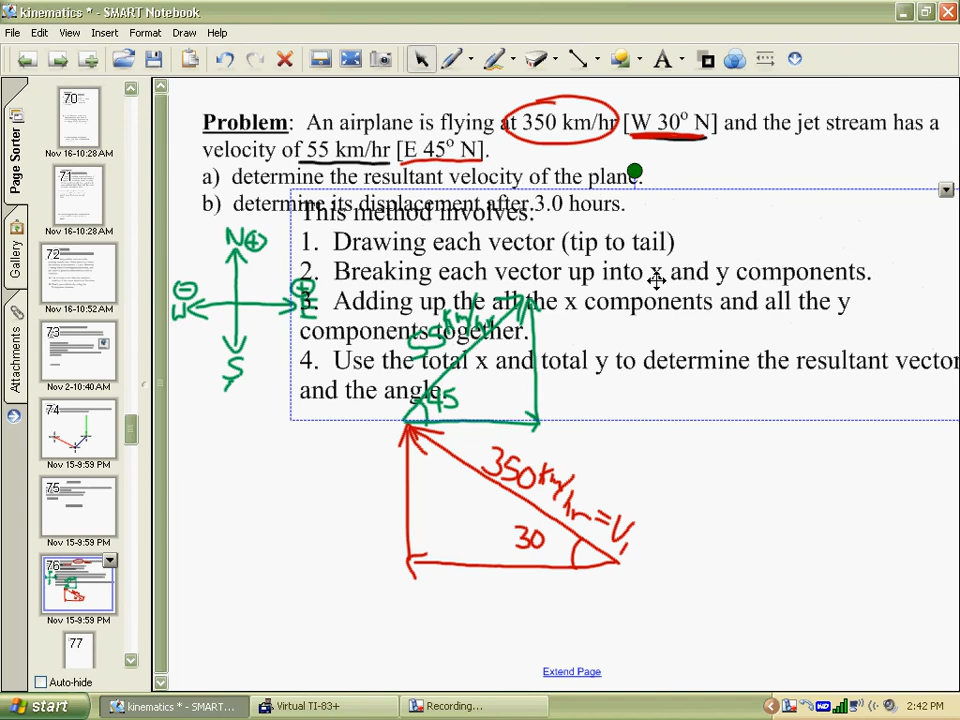 kinematics * - SMART Notebook
File Edit View Insert Format Draw Help
Page Sorter
Gallery
Attachments
70
Nov 16-10:28 AM
71
Nov 16-10:28 AM
72
Nov 16-10:52 AM
73
Nov 2-10:40 AM
74
Nov 15-9:59 PM
75
Nov 15-9:59 PM
76
Nov 15-9:59 PM
77
Auto-hide
Problem: An airplane is flying at 350 km/hr [W 30° N] and the jet stream has a
velocity of 55 km/hr [E 45° N].
a) determine the resultant velocity of the plane.
b) determine its displacement after 3.0 hours.
This method involves:
1. Drawing each vector (tip to tail)
2. Breaking each vector up into x and y components.
3. Adding up the all the x components and all the y
components together.
4. Use the total x and total y to determine the resultant vector
and the angle.
N+
W
E
S
55 km/hr
45
350 km/hr = V1
30
Extend Page
start
kinematics * - SMART...
Virtual TI-83+
Recording...
2:42 PM